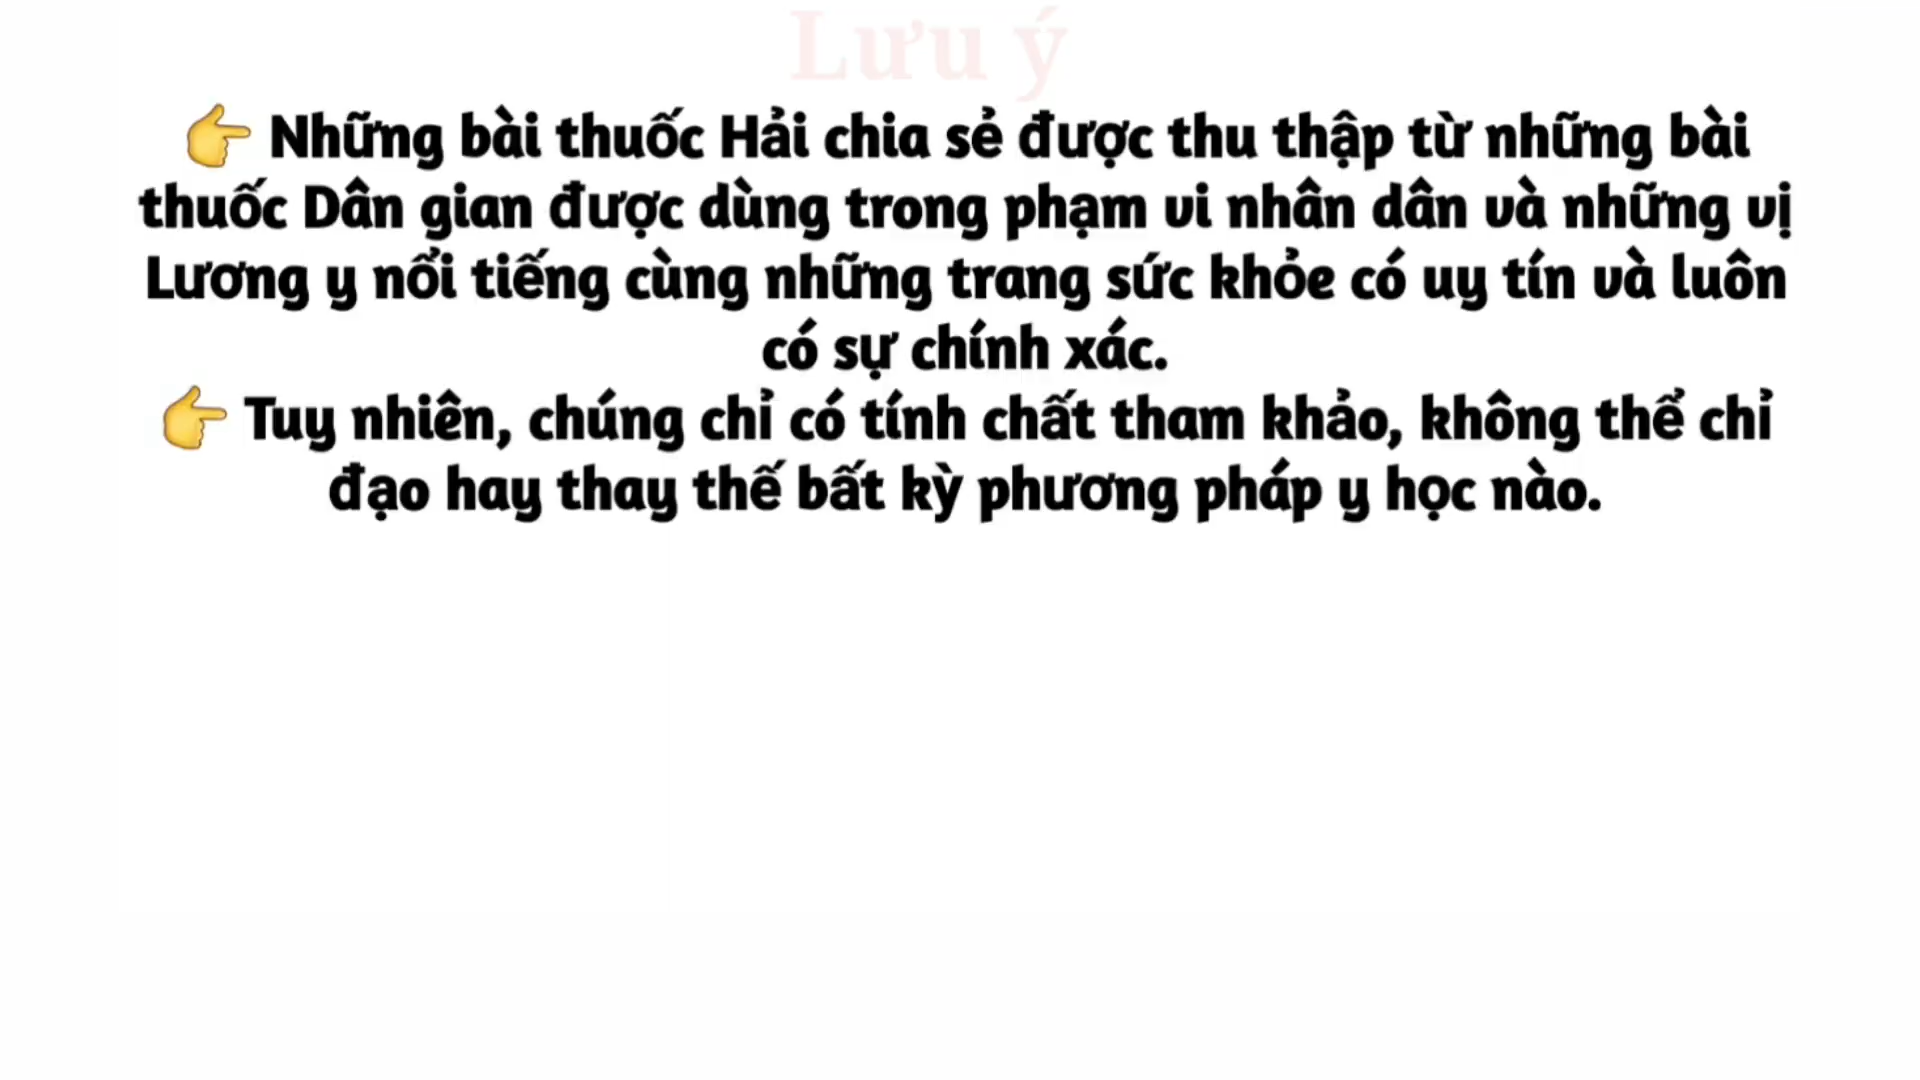 Lưu ý
👉 Những bài thuốc Hải chia sẻ được thu thập từ những bài
thuốc Dân gian được dùng trong phạm vi nhân dân và những vị
Lương y nổi tiếng cùng những trang sức khỏe có uy tín và luôn
có sự chính xác.
👉 Tuy nhiên, chúng chỉ có tính chất tham khảo, không thể chỉ
đạo hay thay thế bất kỳ phương pháp y học nào.